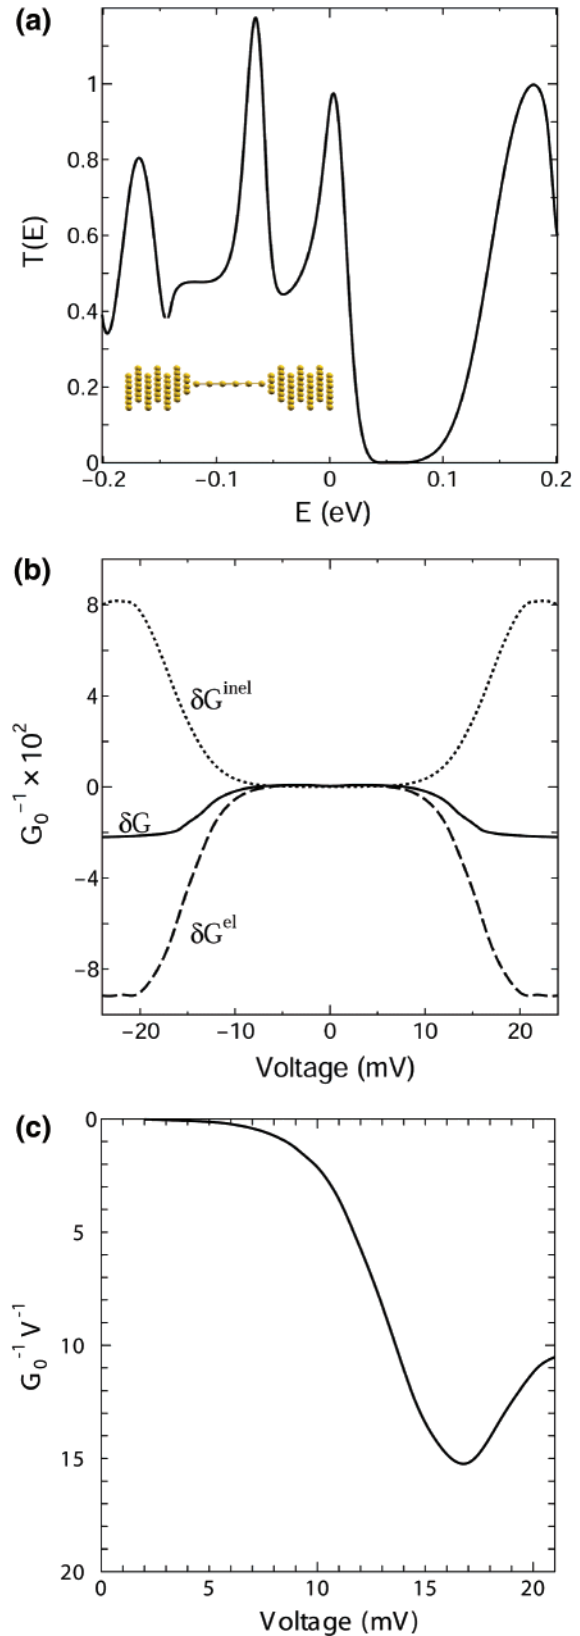 (a)
1
0.8
0.6
0.4
0.2
0
T(E)
−0.2 −0.1 0 0.1 0.2
E (eV)
(b)
8
4
0
−4
−8
G₀⁻¹ × 10²
δGⁱⁿᵉˡ
δG
δGᵉˡ
−20 −10 0 10 20
Voltage (mV)
(c)
0
5
10
15
20
G₀⁻¹ V⁻¹
0 5 10 15 20
Voltage (mV)